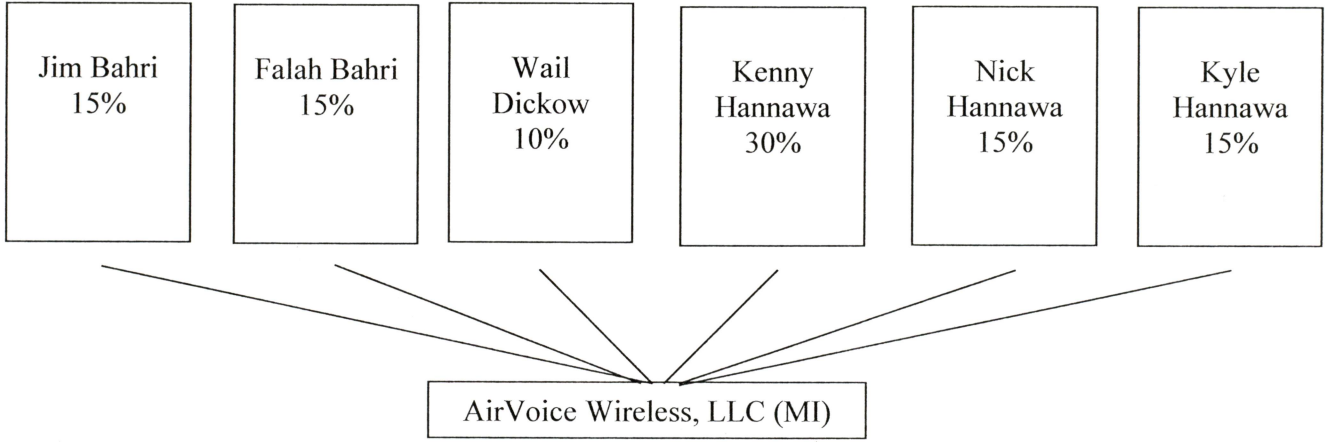 Jim Bahri
15%
Falah Bahri
15%
Wail
Dickow
10%
Kenny
Hannawa
30%
Nick
Hannawa
15%
Kyle
Hannawa
15%
AirVoice Wireless, LLC (MI)